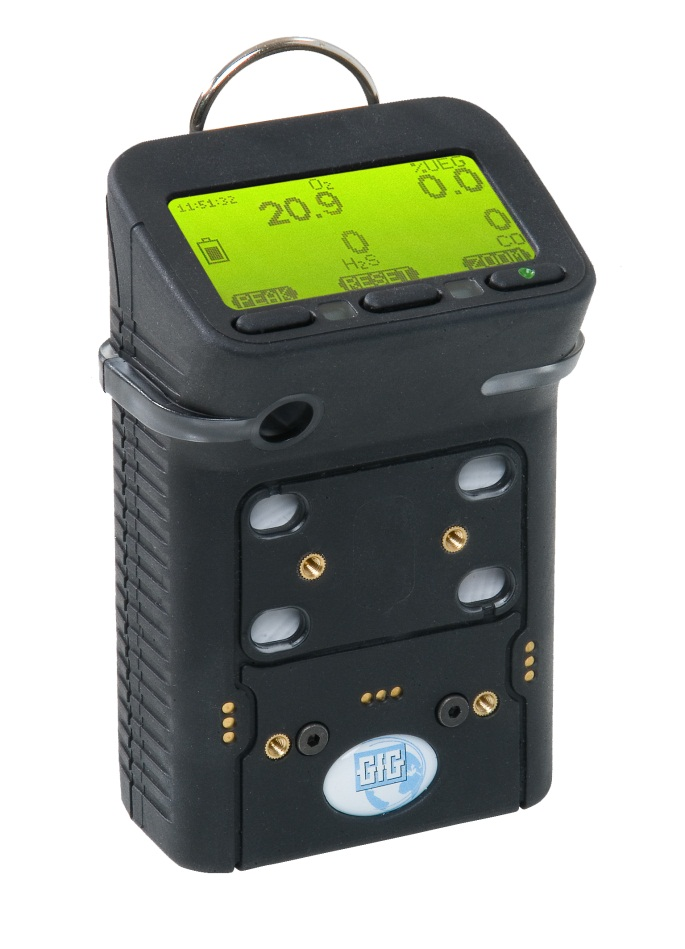 O₂ %UEG
11:51:32 20.9 0.0
0 0
H₂S CO
PEAK RESET ZOOM
GfG